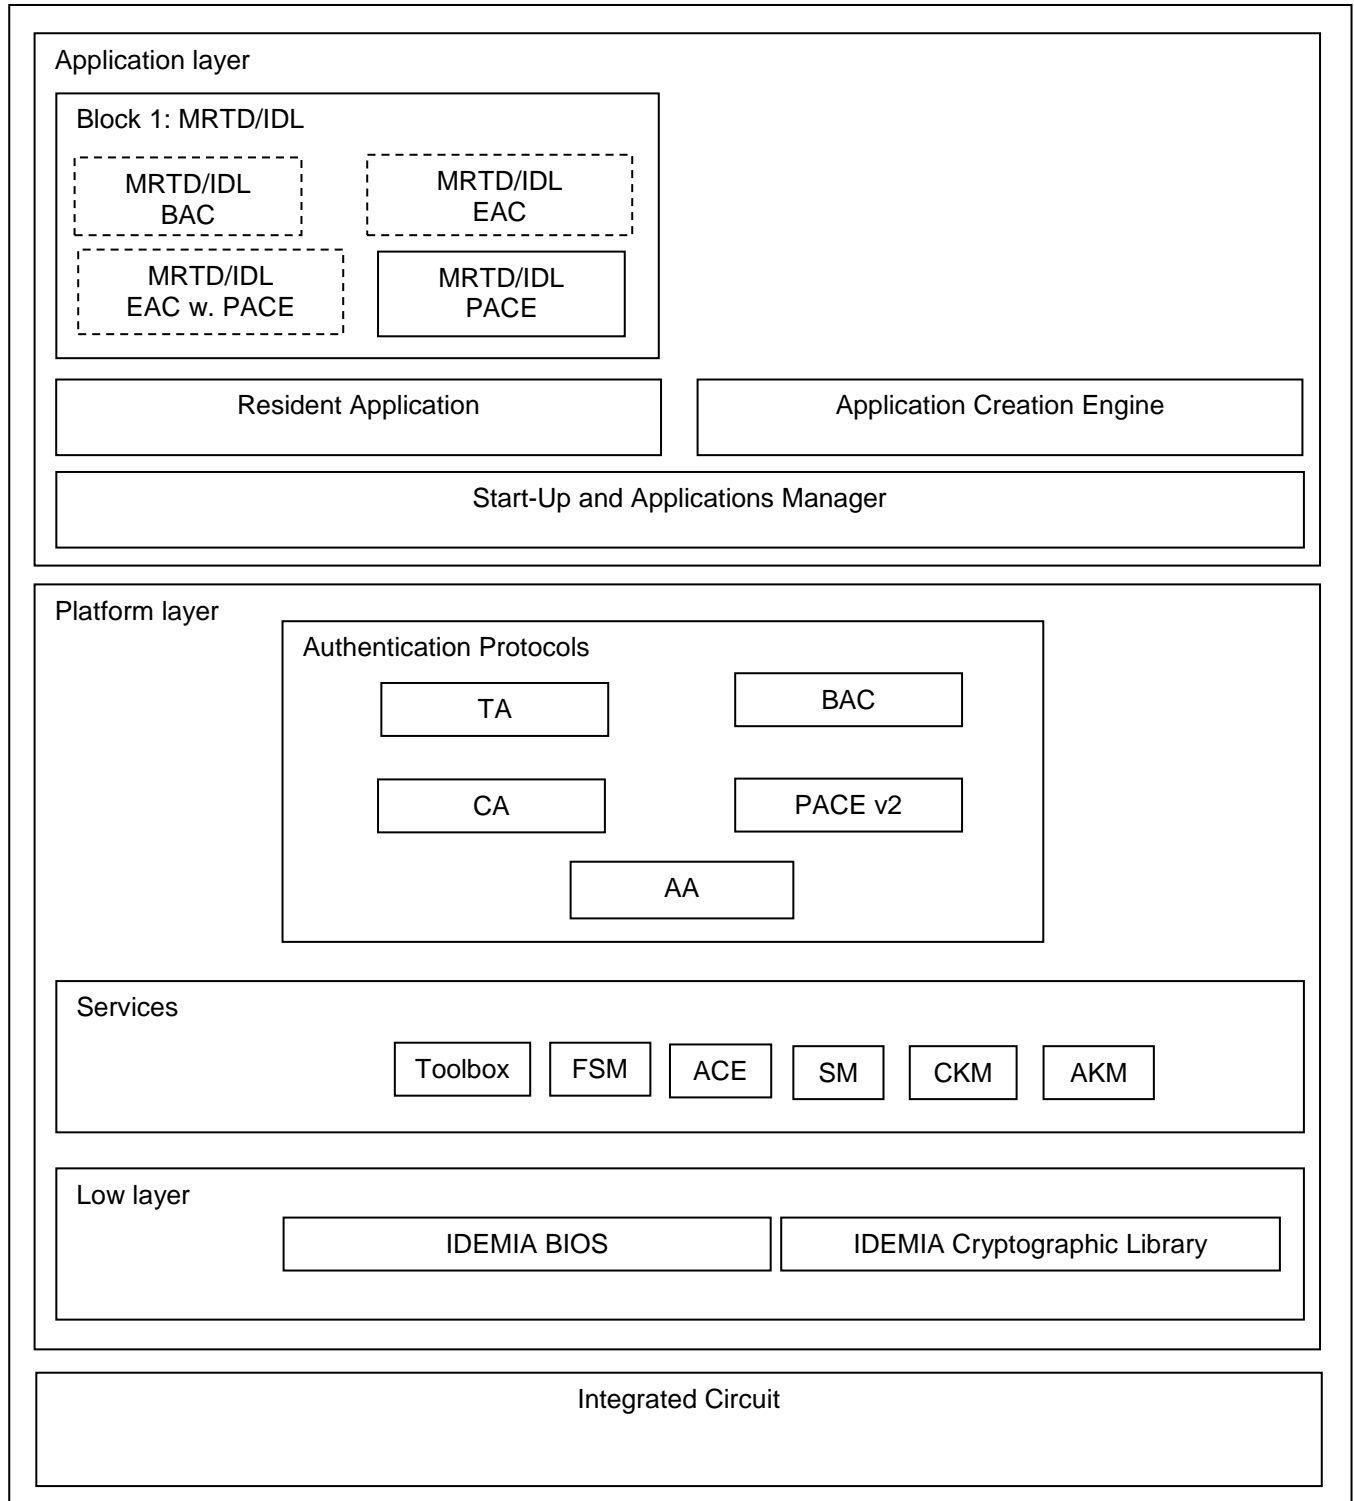 Application layer
Block 1: MRTD/IDL
MRTD/IDL
BAC
MRTD/IDL
EAC
MRTD/IDL
EAC w. PACE
MRTD/IDL
PACE
Resident Application
Application Creation Engine
Start-Up and Applications Manager
Platform layer
Authentication Protocols
TA
BAC
CA
PACE v2
AA
Services
Toolbox
FSM
ACE
SM
CKM
AKM
Low layer
IDEMIA BIOS
IDEMIA Cryptographic Library
Integrated Circuit